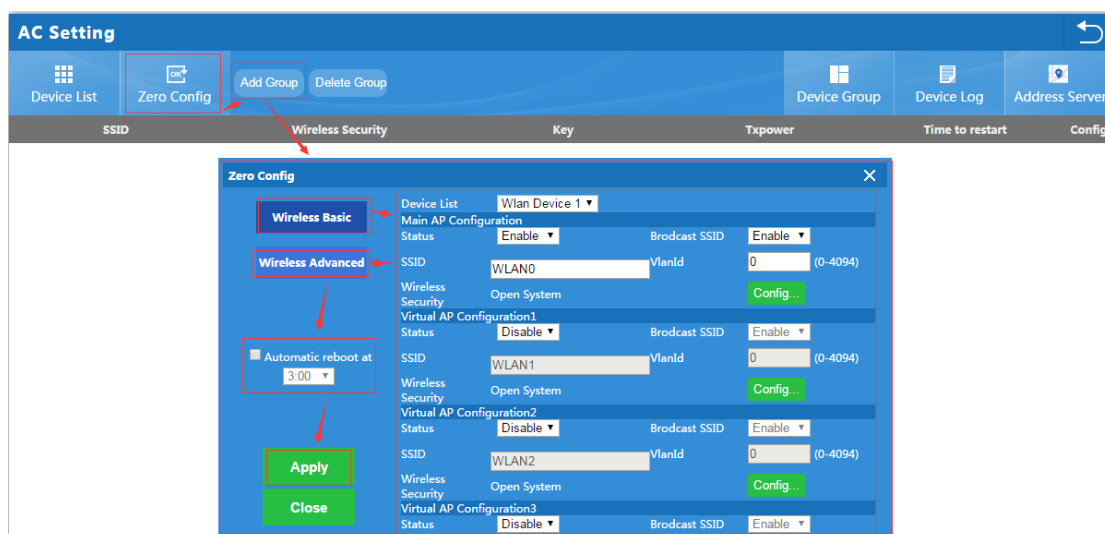 AC Setting
Device List
Zero Config
Add Group
Delete Group
Device Group
Device Log
Address Server
SSID Wireless Security Key Txpower Time to restart Config
Zero Config
Wireless Basic
Wireless Advanced
Automatic reboot at
3:00
Apply
Close
Device List Wlan Device 1
Main AP Configuration
Status Enable Brodcast SSID Enable
SSID WLAN0 VlanId 0 (0-4094)
Wireless
Security Open System Config...
Virtual AP Configuration1
Status Disable Brodcast SSID Enable
SSID WLAN1 VlanId 0 (0-4094)
Wireless
Security Open System Config...
Virtual AP Configuration2
Status Disable Brodcast SSID Enable
SSID WLAN2 VlanId 0 (0-4094)
Wireless
Security Open System Config...
Virtual AP Configuration3
Status Disable Brodcast SSID Enable